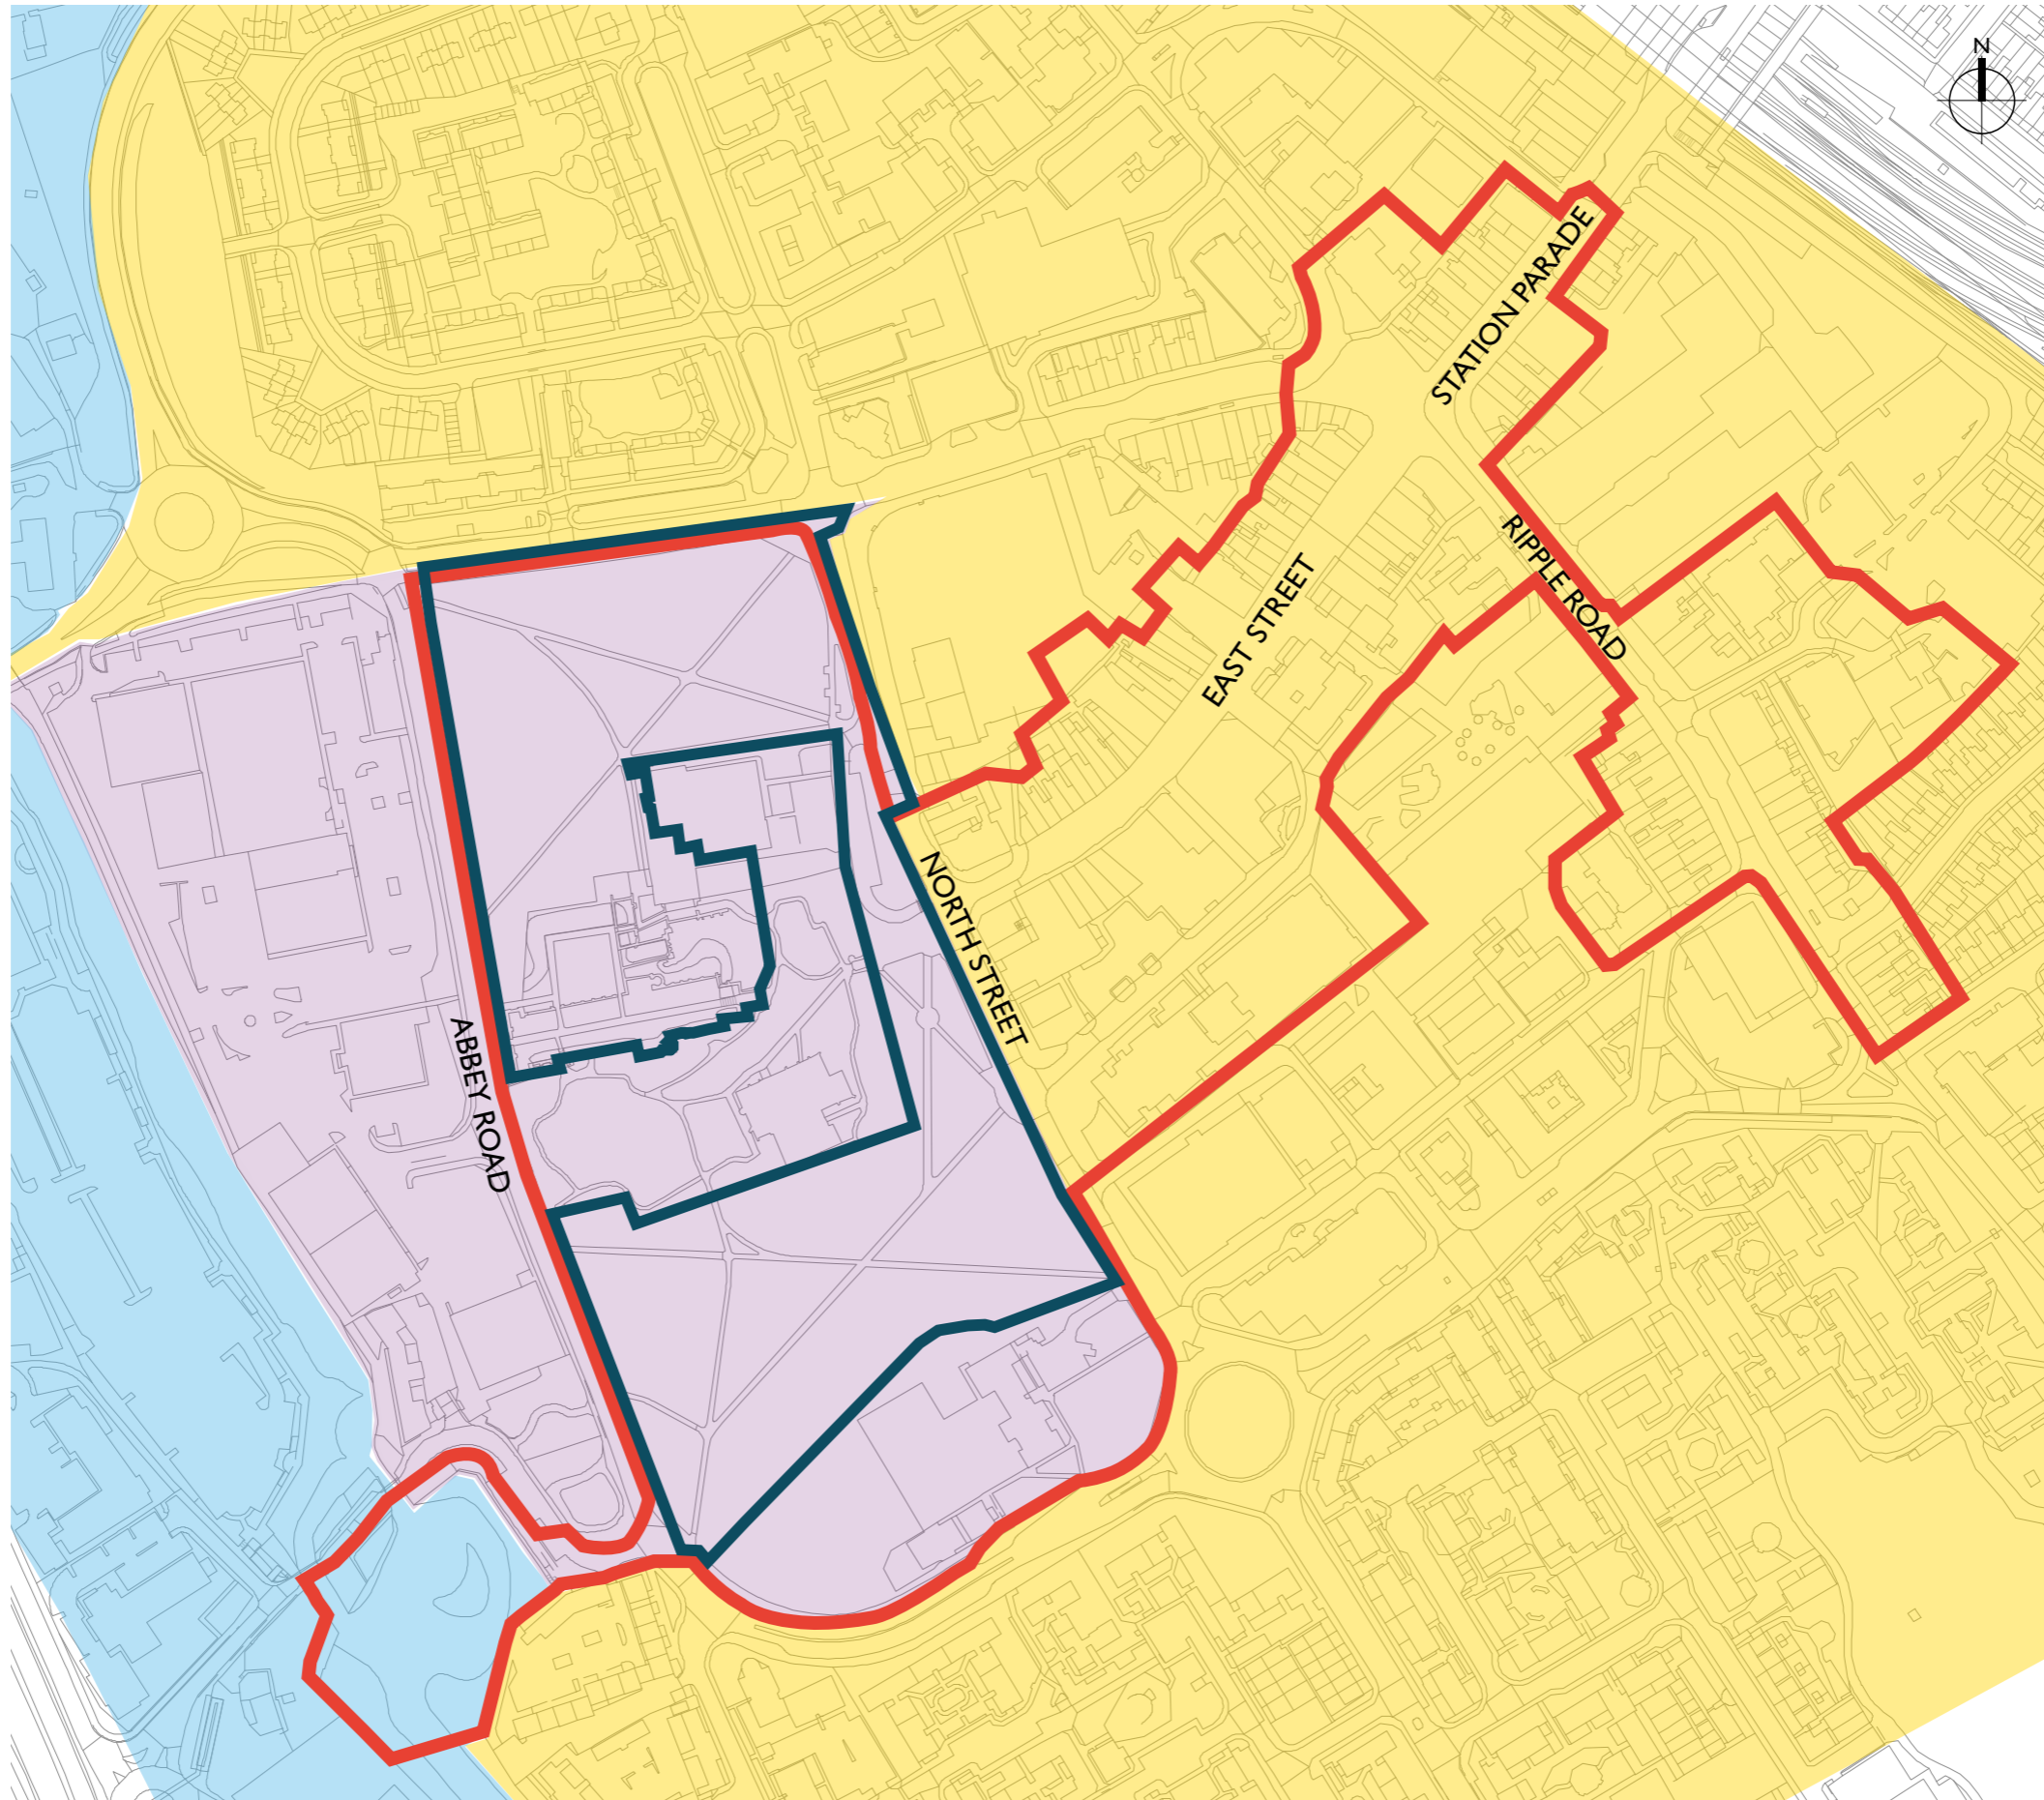 N
STATION PARADE
RIPPLE ROAD
EAST STREET
NORTH STREET
ABBEY ROAD